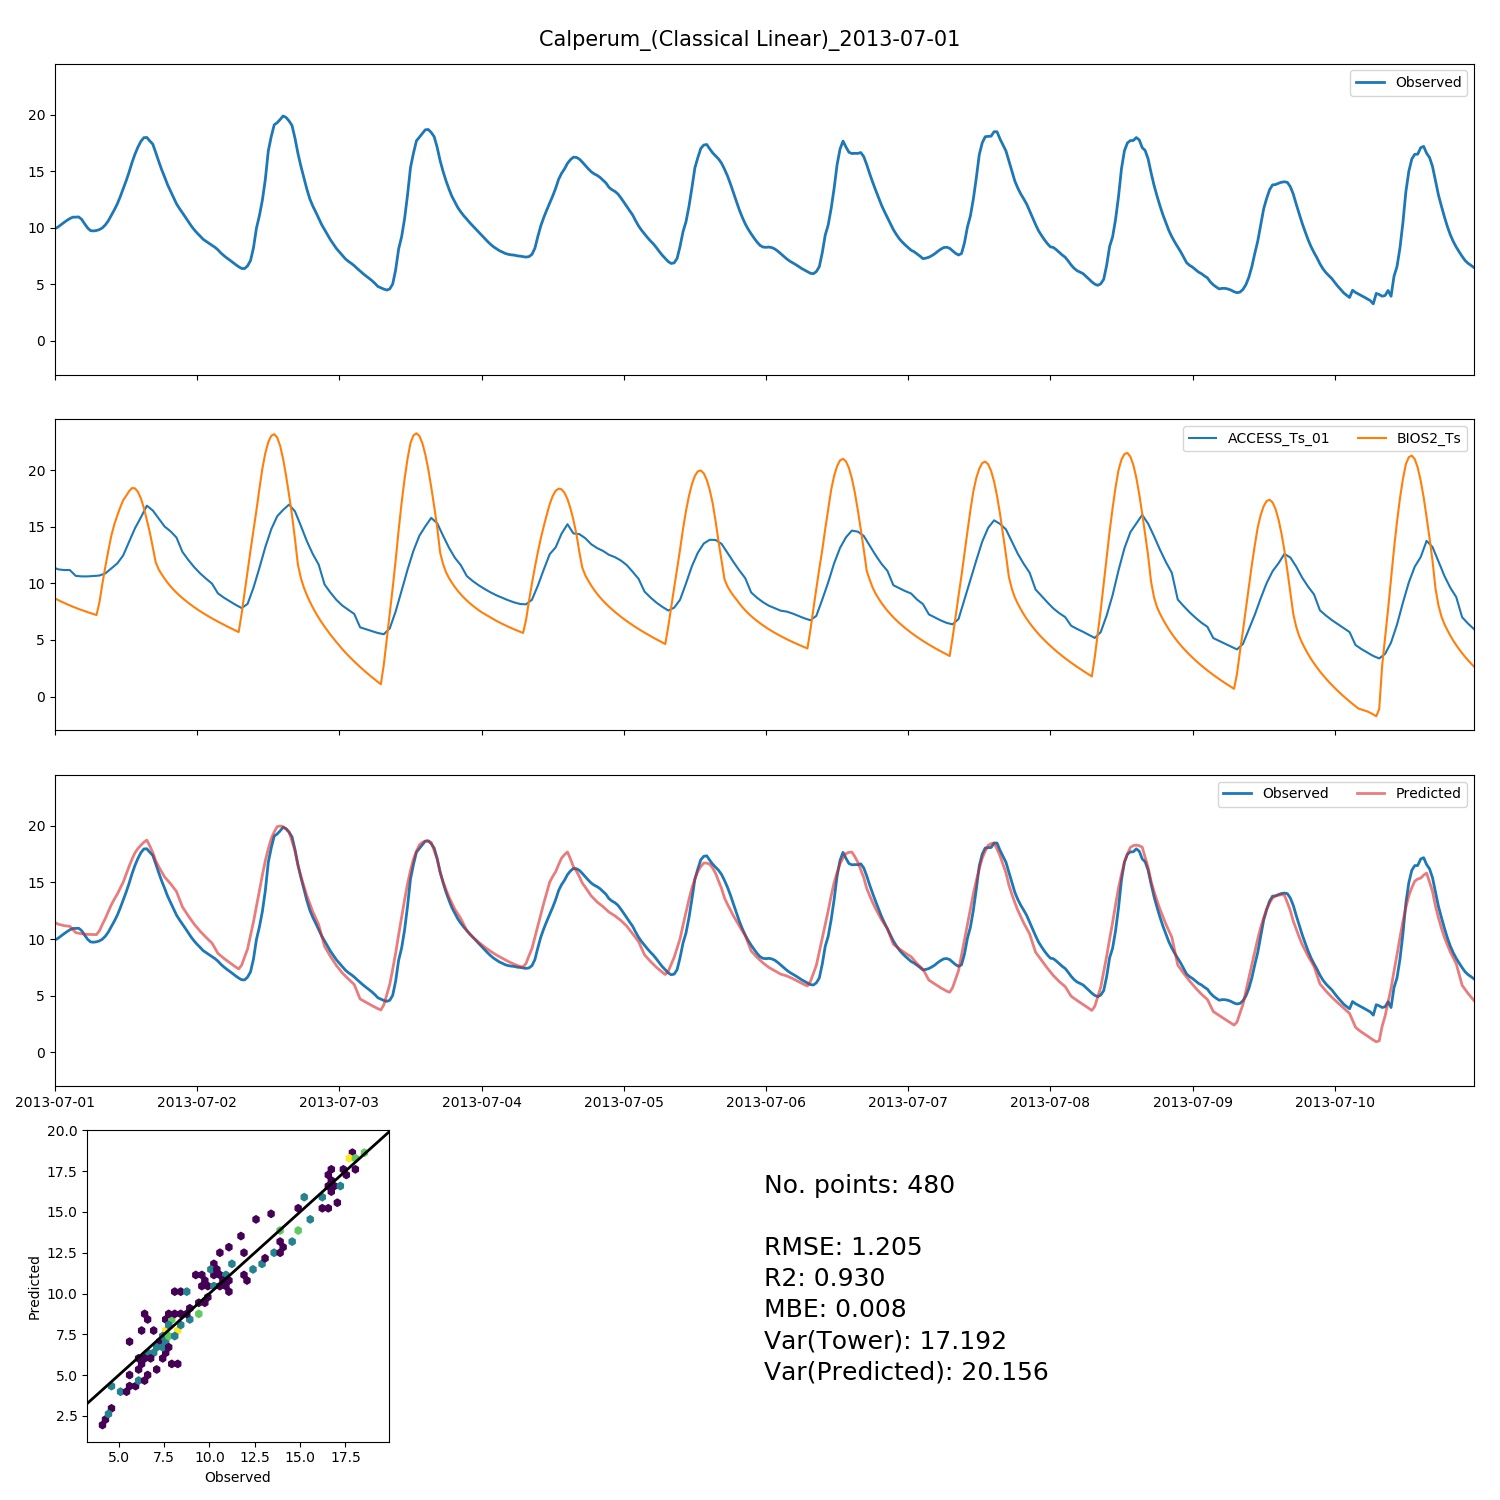 Calperum_(Classical Linear)_2013-07-01
Observed
20
15
10
5
0
ACCESS_Ts_01 BIOS2_Ts
20
15
10
5
0
Observed Predicted
20
15
10
5
0
2013-07-01 2013-07-02 2013-07-03 2013-07-04 2013-07-05 2013-07-06 2013-07-07 2013-07-08 2013-07-09 2013-07-10
20.0
17.5
15.0
12.5
10.0
7.5
5.0
2.5
Predicted
5.0 7.5 10.0 12.5 15.0 17.5
Observed
No. points: 480
RMSE: 1.205
R2: 0.930
MBE: 0.008
Var(Tower): 17.192
Var(Predicted): 20.156